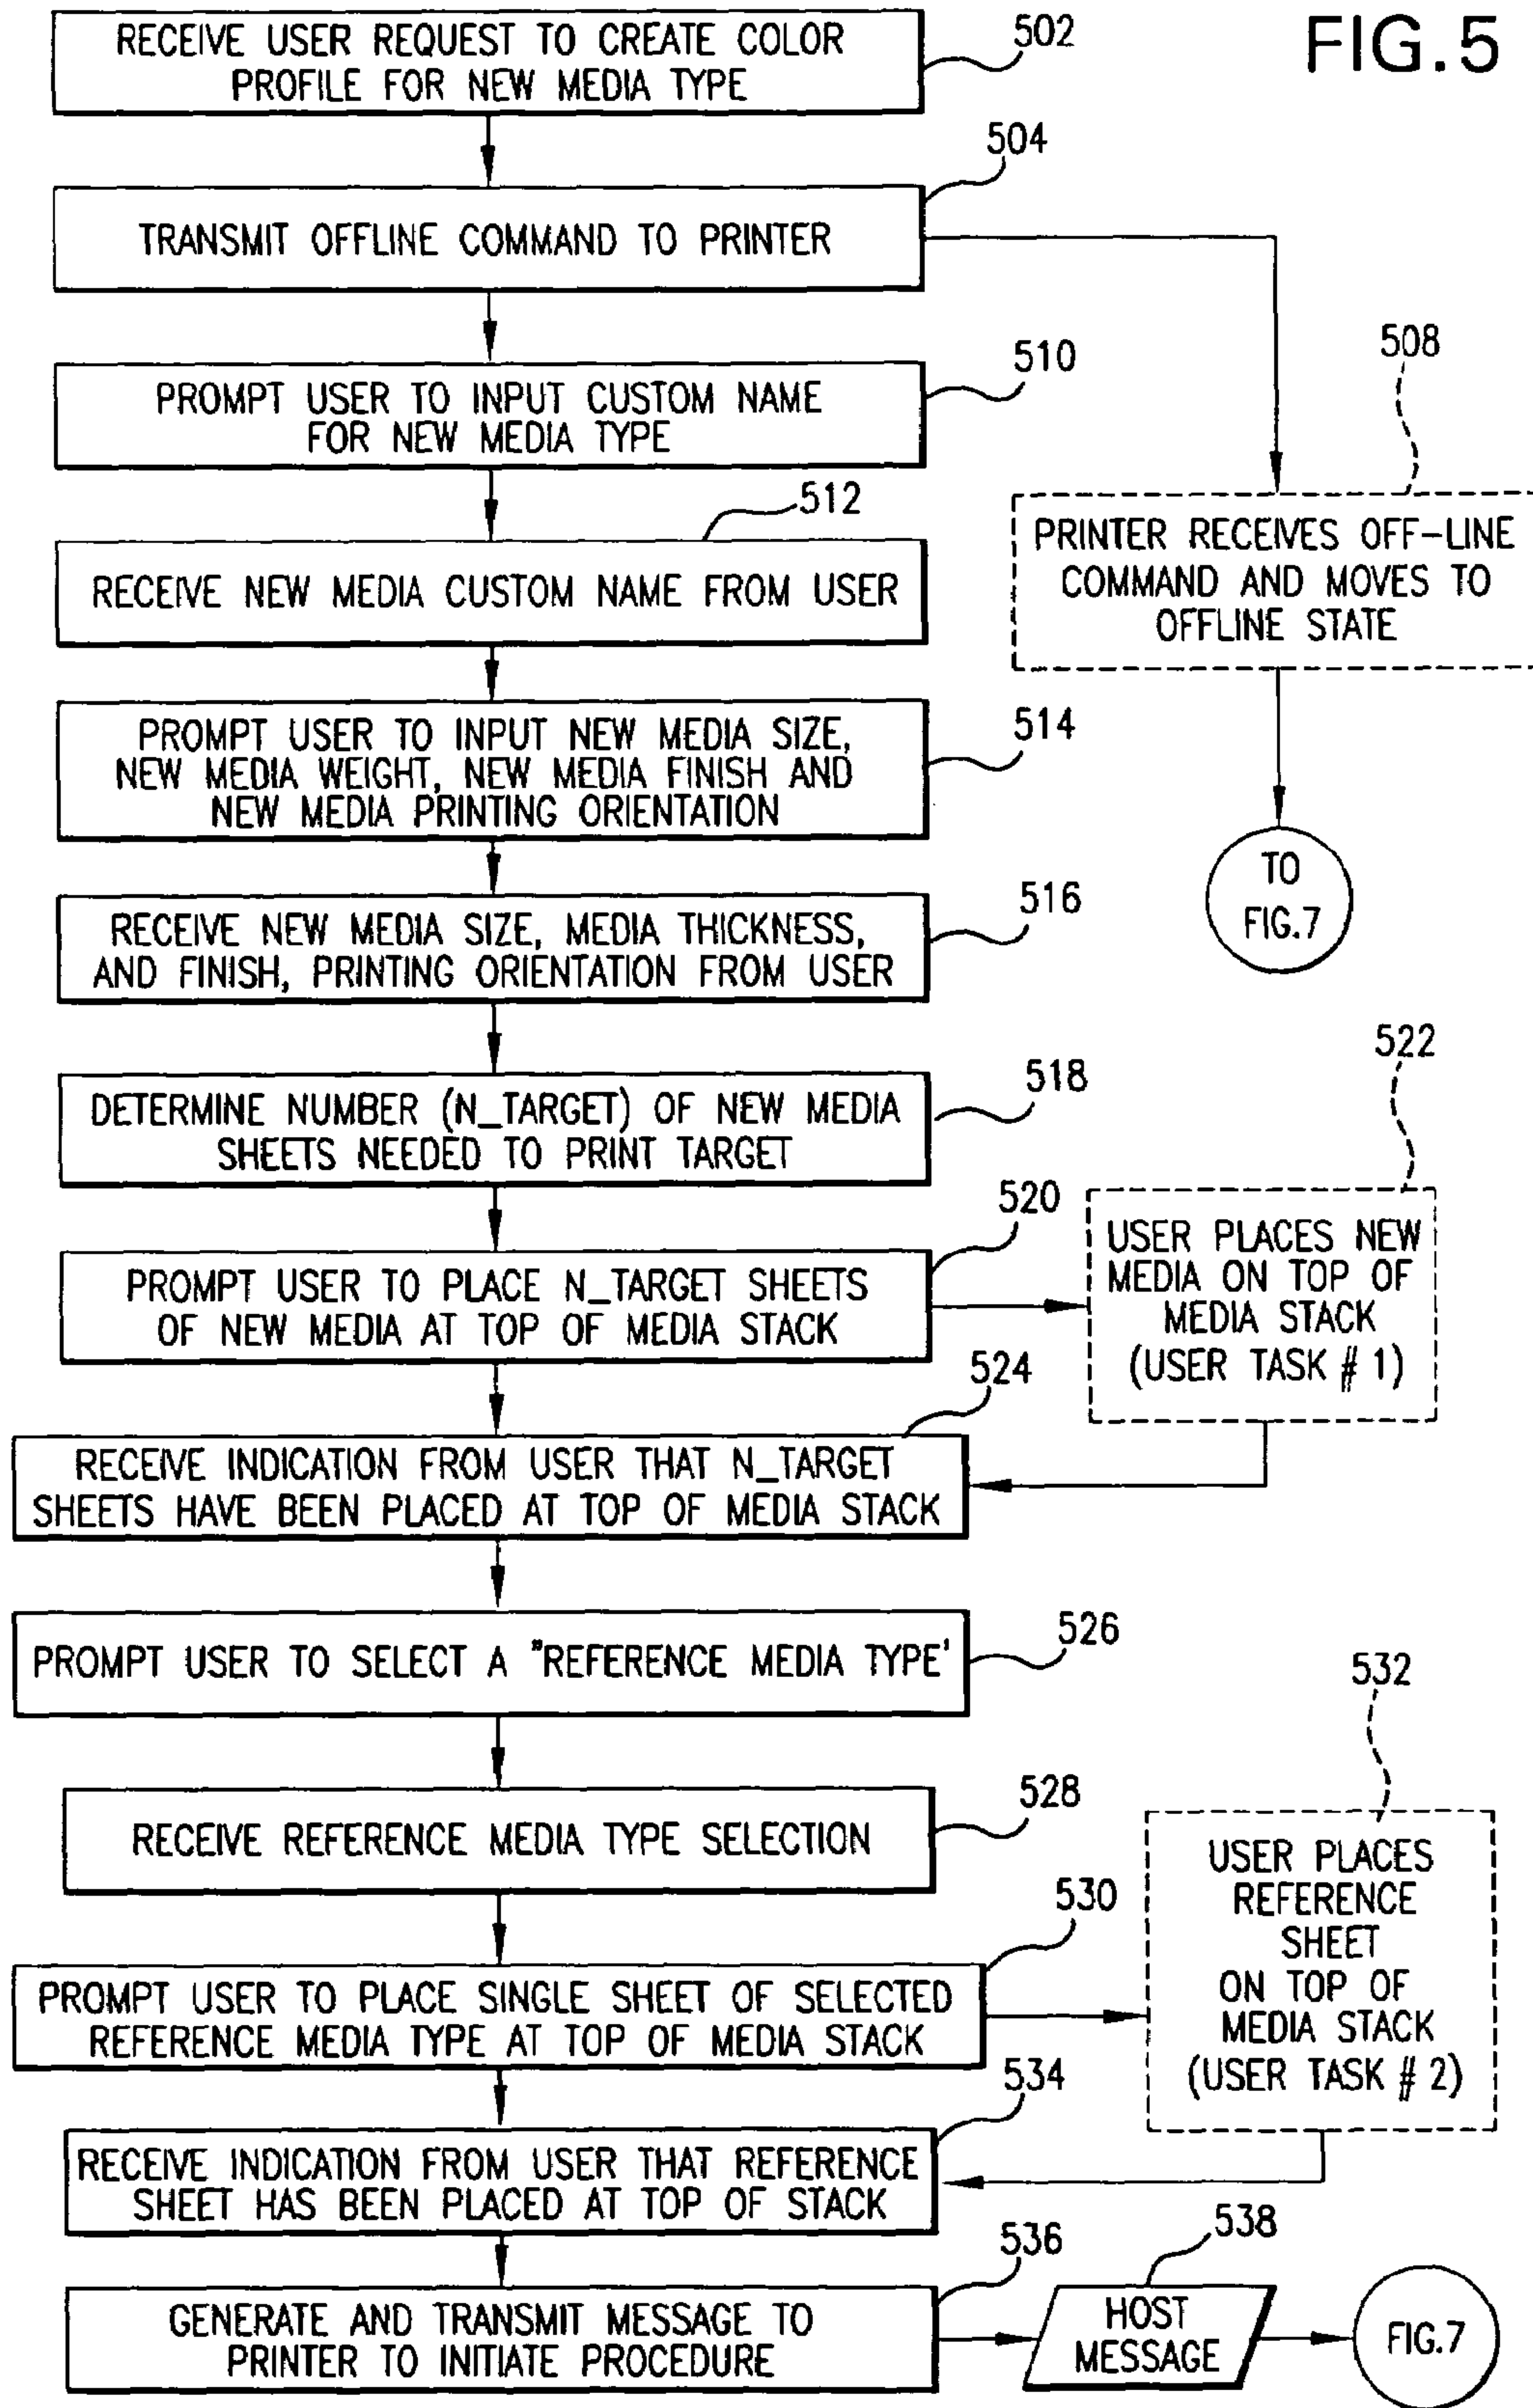 FIG.5
RECEIVE USER REQUEST TO CREATE COLOR
PROFILE FOR NEW MEDIA TYPE
502
504
TRANSMIT OFFLINE COMMAND TO PRINTER
510
PROMPT USER TO INPUT CUSTOM NAME
FOR NEW MEDIA TYPE
508
PRINTER RECEIVES OFF-LINE
COMMAND AND MOVES TO
OFFLINE STATE
TO
FIG.7
512
RECEIVE NEW MEDIA CUSTOM NAME FROM USER
PROMPT USER TO INPUT NEW MEDIA SIZE,
NEW MEDIA WEIGHT, NEW MEDIA FINISH AND
NEW MEDIA PRINTING ORIENTATION
514
RECEIVE NEW MEDIA SIZE, MEDIA THICKNESS,
AND FINISH, PRINTING ORIENTATION FROM USER
516
DETERMINE NUMBER (N_TARGET) OF NEW MEDIA
SHEETS NEEDED TO PRINT TARGET
518
520
PROMPT USER TO PLACE N_TARGET SHEETS
OF NEW MEDIA AT TOP OF MEDIA STACK
522
USER PLACES NEW
MEDIA ON TOP OF
MEDIA STACK
(USER TASK # 1)
524
RECEIVE INDICATION FROM USER THAT N_TARGET
SHEETS HAVE BEEN PLACED AT TOP OF MEDIA STACK
PROMPT USER TO SELECT A "REFERENCE MEDIA TYPE'
526
RECEIVE REFERENCE MEDIA TYPE SELECTION
528
530
PROMPT USER TO PLACE SINGLE SHEET OF SELECTED
REFERENCE MEDIA TYPE AT TOP OF MEDIA STACK
532
USER PLACES
REFERENCE
SHEET
ON TOP OF
MEDIA STACK
(USER TASK # 2)
534
RECEIVE INDICATION FROM USER THAT REFERENCE
SHEET HAS BEEN PLACED AT TOP OF STACK
536
GENERATE AND TRANSMIT MESSAGE TO
PRINTER TO INITIATE PROCEDURE
538
HOST
MESSAGE
FIG.7